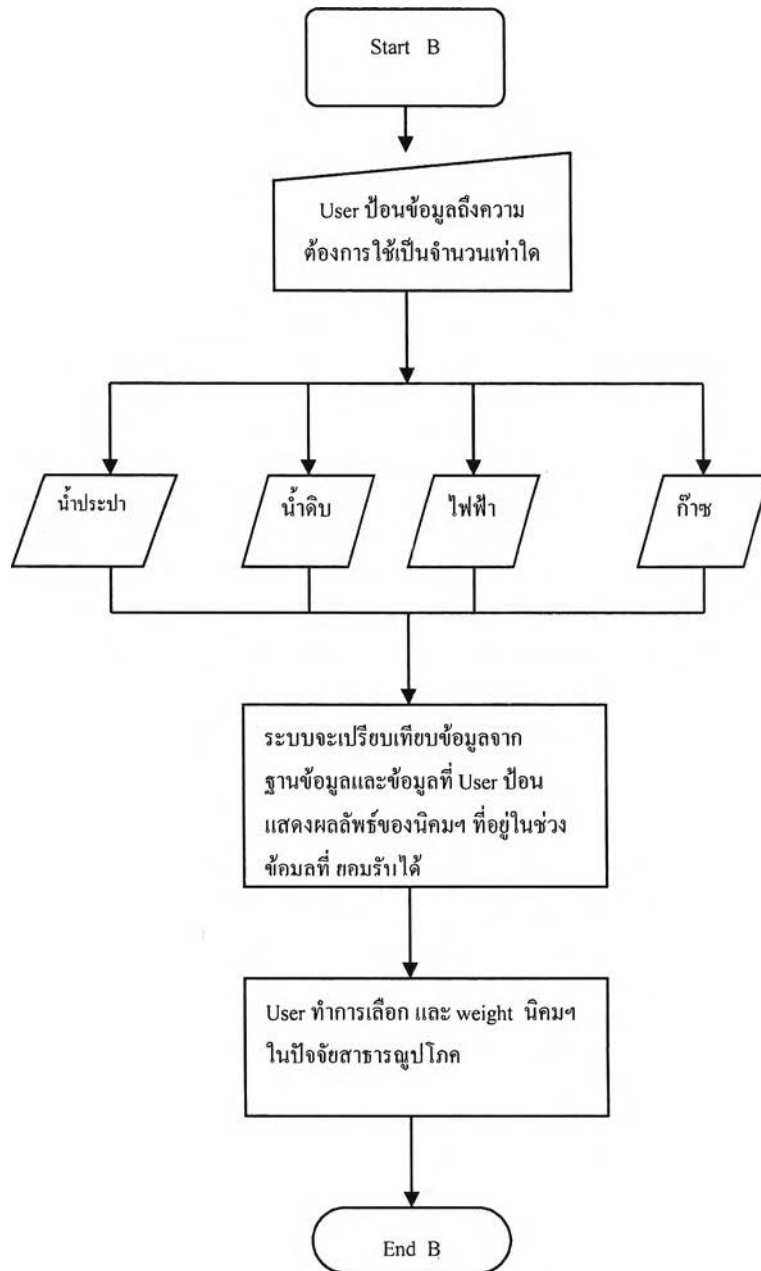 Start B
User ป้อนข้อมูลถึงความ
ต้องการใช้เป็นจำนวนเท่าใด
น้ำประปา
น้ำดิบ
ไฟฟ้า
ก๊าซ
ระบบจะเปรียบเทียบข้อมูลจาก
ฐานข้อมูลและข้อมูลที่ User ป้อน
แสดงผลลัพธ์ของนิคมฯ ที่อยู่ในช่วง
ข้อมูลที่ ยอมรับได้
User ทำการเลือก และ weight นิคมฯ
ในปัจจัยสาธารณูปโภค
End B